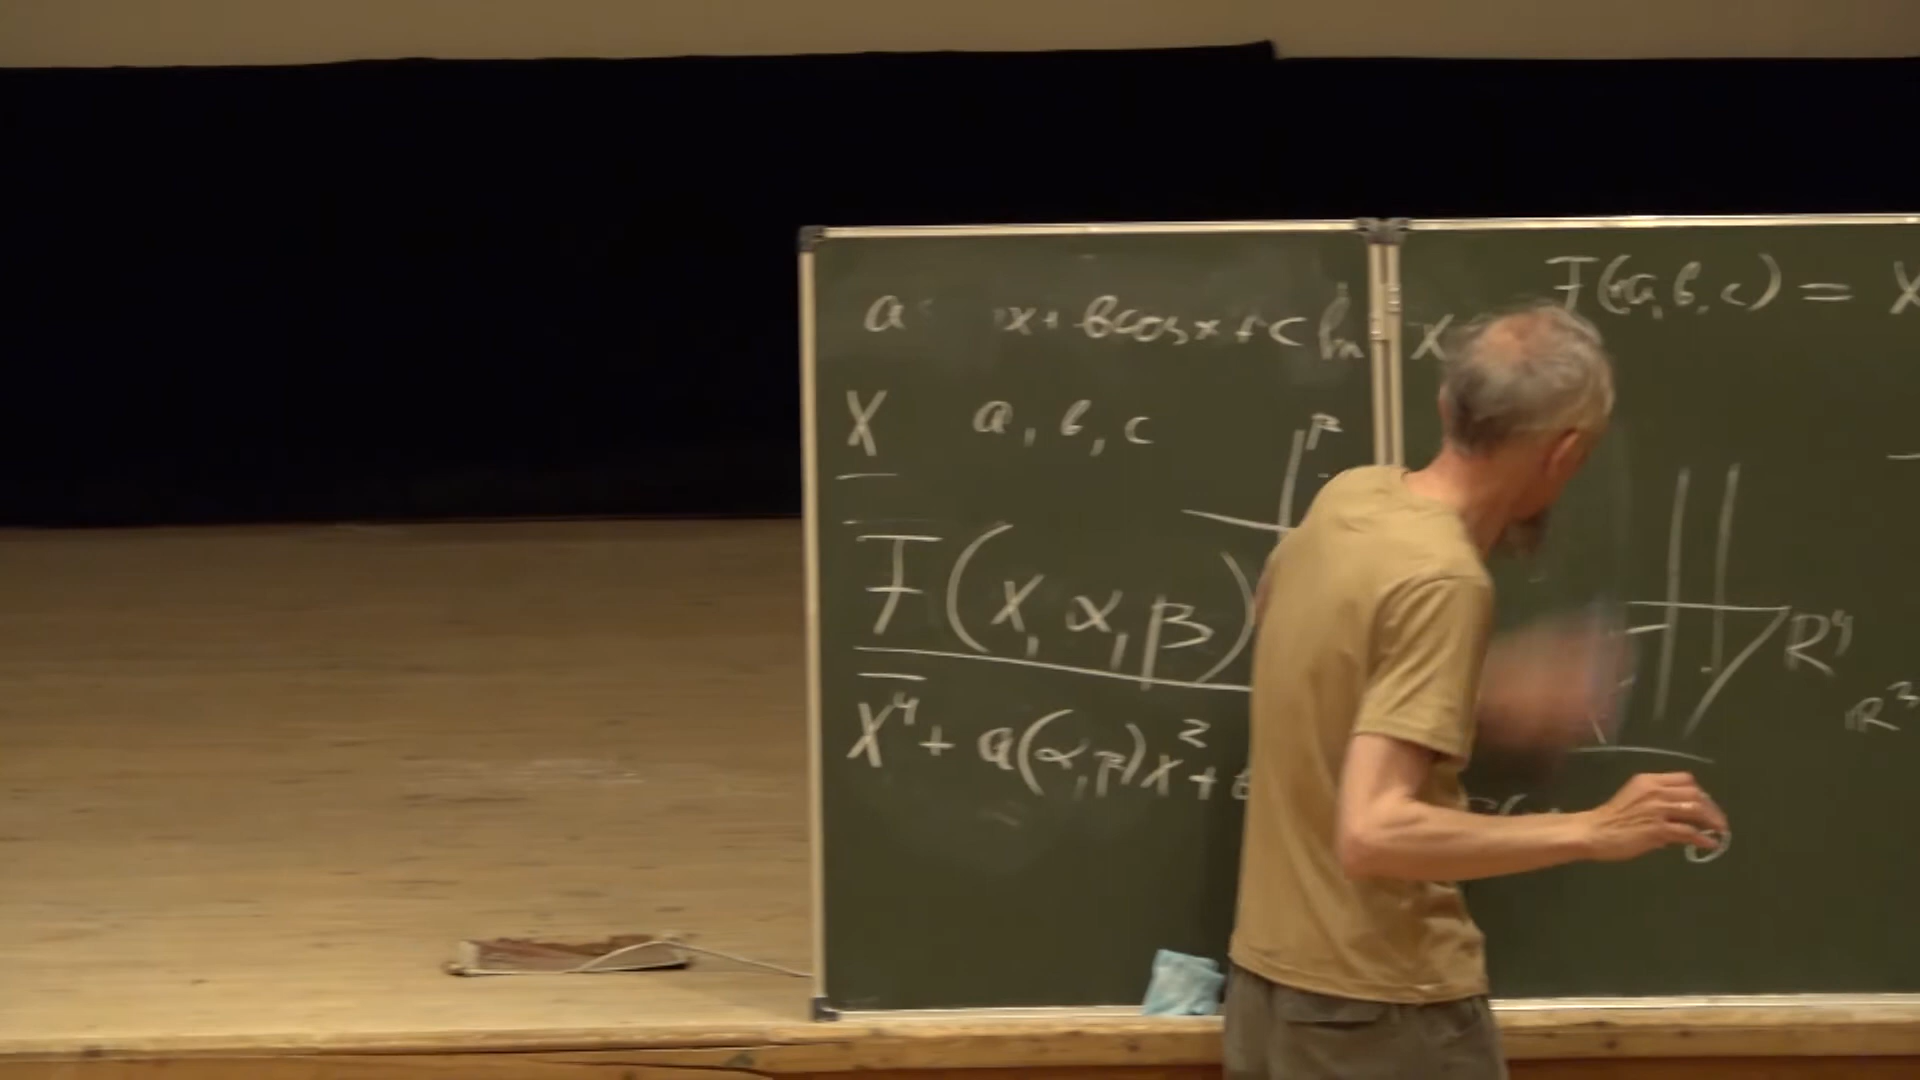 a x + b cos x + c ln x
X a, b, c
β
F(x, α, β)
X⁴ + a(α, β)x² +
F(a, b, c) = X
R⁴
R³